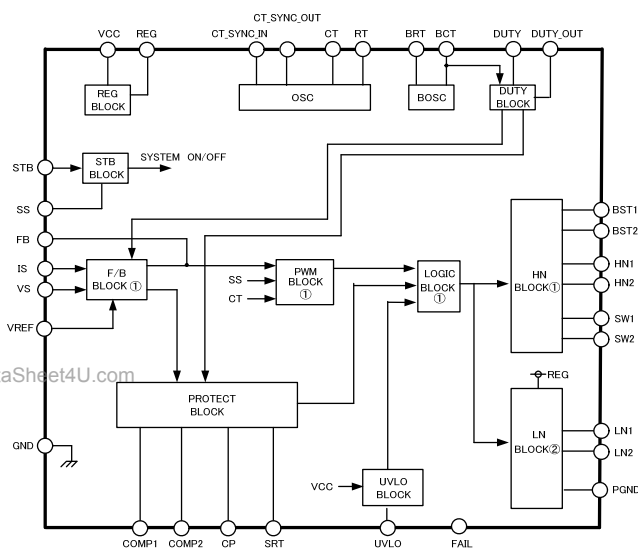 CT_SYNC_OUT
VCC REG CT_SYNC_IN CT RT BRT BCT DUTY DUTY_OUT
REG
BLOCK
OSC
BOSC
DUTY
BLOCK
STB
STB
BLOCK
SYSTEM ON/OFF
SS
FB
IS
VS
F/B
BLOCK①
SS
CT
PWM
BLOCK
①
LOGIC
BLOCK
①
HN
BLOCK①
BST1
BST2
HN1
HN2
SW1
SW2
VREF
aSheet4U.com
PROTECT
BLOCK
REG
LN
BLOCK②
LN1
LN2
PGND
GND
VCC
UVLO
BLOCK
COMP1 COMP2 CP SRT UVLO FAIL